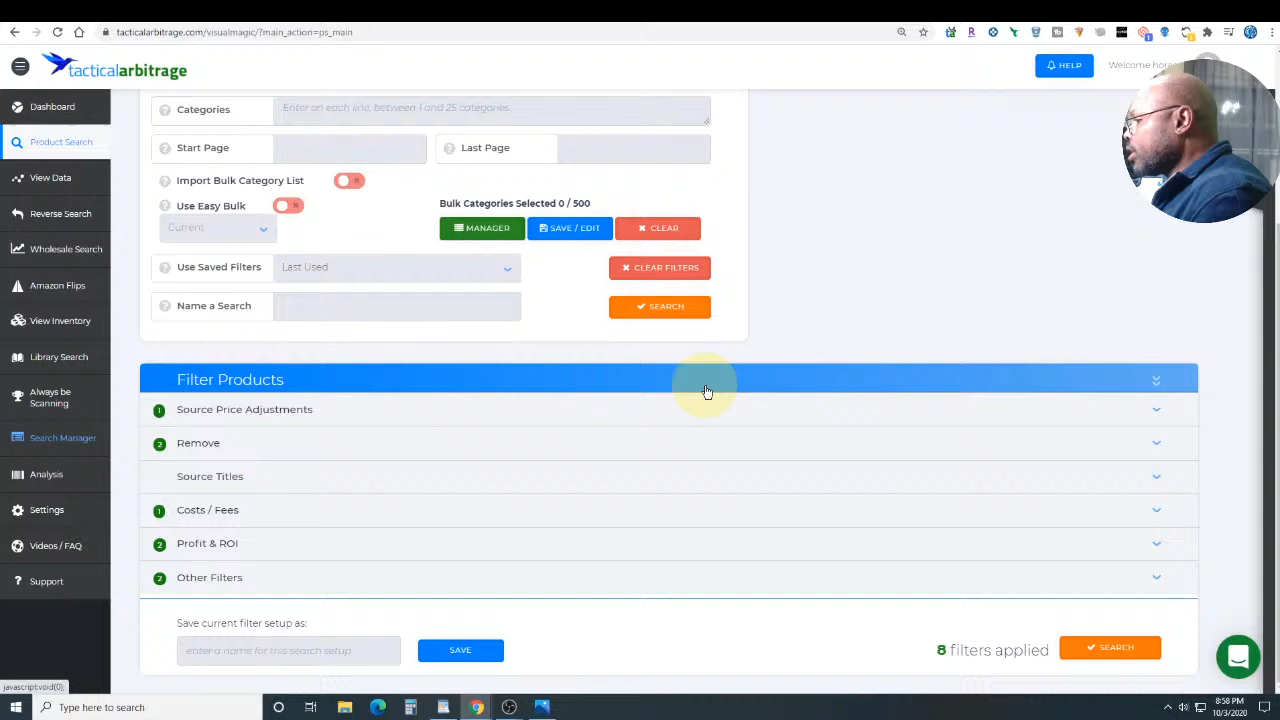 tacticalarbitrage.com/visualmagic/?main_action=ps_main
tacticalarbitrage
HELP
Welcome hora
Dashboard
Product Search
View Data
Reverse Search
Wholesale Search
Amazon Flips
View Inventory
Library Search
Always be
Scanning
Search Manager
Analysis
Settings
Videos / FAQ
Support
Categories
Enter on each line, between 1 and 25 categories.
Start Page
Last Page
Import Bulk Category List
Use Easy Bulk
Bulk Categories Selected 0 / 500
Current
MANAGER
SAVE / EDIT
CLEAR
Use Saved Filters
Last Used
CLEAR FILTERS
Name a Search
SEARCH
Filter Products
1 Source Price Adjustments
2 Remove
Source Titles
1 Costs / Fees
2 Profit & ROI
2 Other Filters
Save current filter setup as:
enter a name for this search setup
SAVE
8 filters applied
SEARCH
javascript:void(0);
Type here to search
8:58 PM
10/3/2020